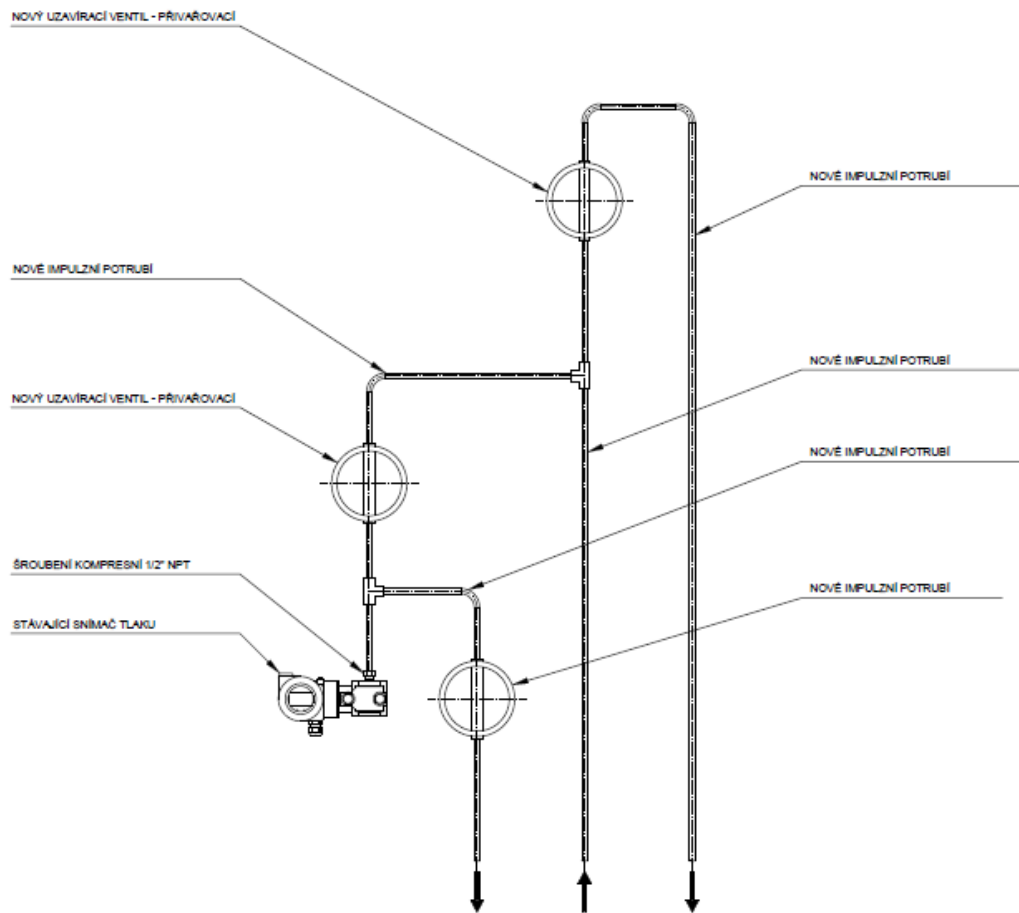 NOVÝ UZAVÍRACÍ VENTIL - PŘIVAŘOVACÍ
NOVÉ IMPULZNÍ POTRUBÍ
NOVÉ IMPULZNÍ POTRUBÍ
NOVÉ IMPULZNÍ POTRUBÍ
NOVÝ UZAVÍRACÍ VENTIL - PŘIVAŘOVACÍ
NOVÉ IMPULZNÍ POTRUBÍ
ŠROUBENÍ KOMPRESNÍ 1/2" NPT
NOVÉ IMPULZNÍ POTRUBÍ
STÁVAJÍCÍ SNÍMAČ TLAKU